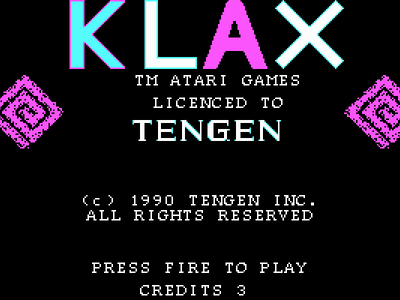 KLAX
TM ATARI GAMES
LICENCED TO
TENGEN
(c) 1990 TENGEN INC.
ALL RIGHTS RESERVED
PRESS FIRE TO PLAY
CREDITS 3